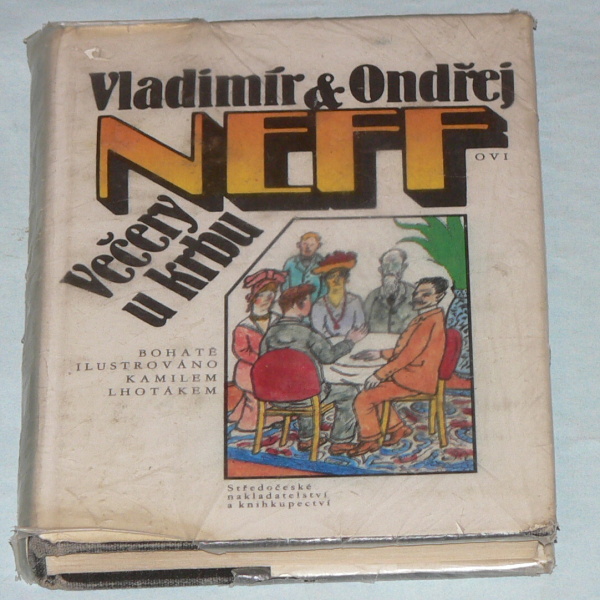 Vladimír & Ondřej
NEFF
OVI
Večery
u krbu
BOHATĚ
ILUSTROVÁNO
KAMILEM
LHOTÁKEM
Středočeské
nakladatelství
a knihkupectví